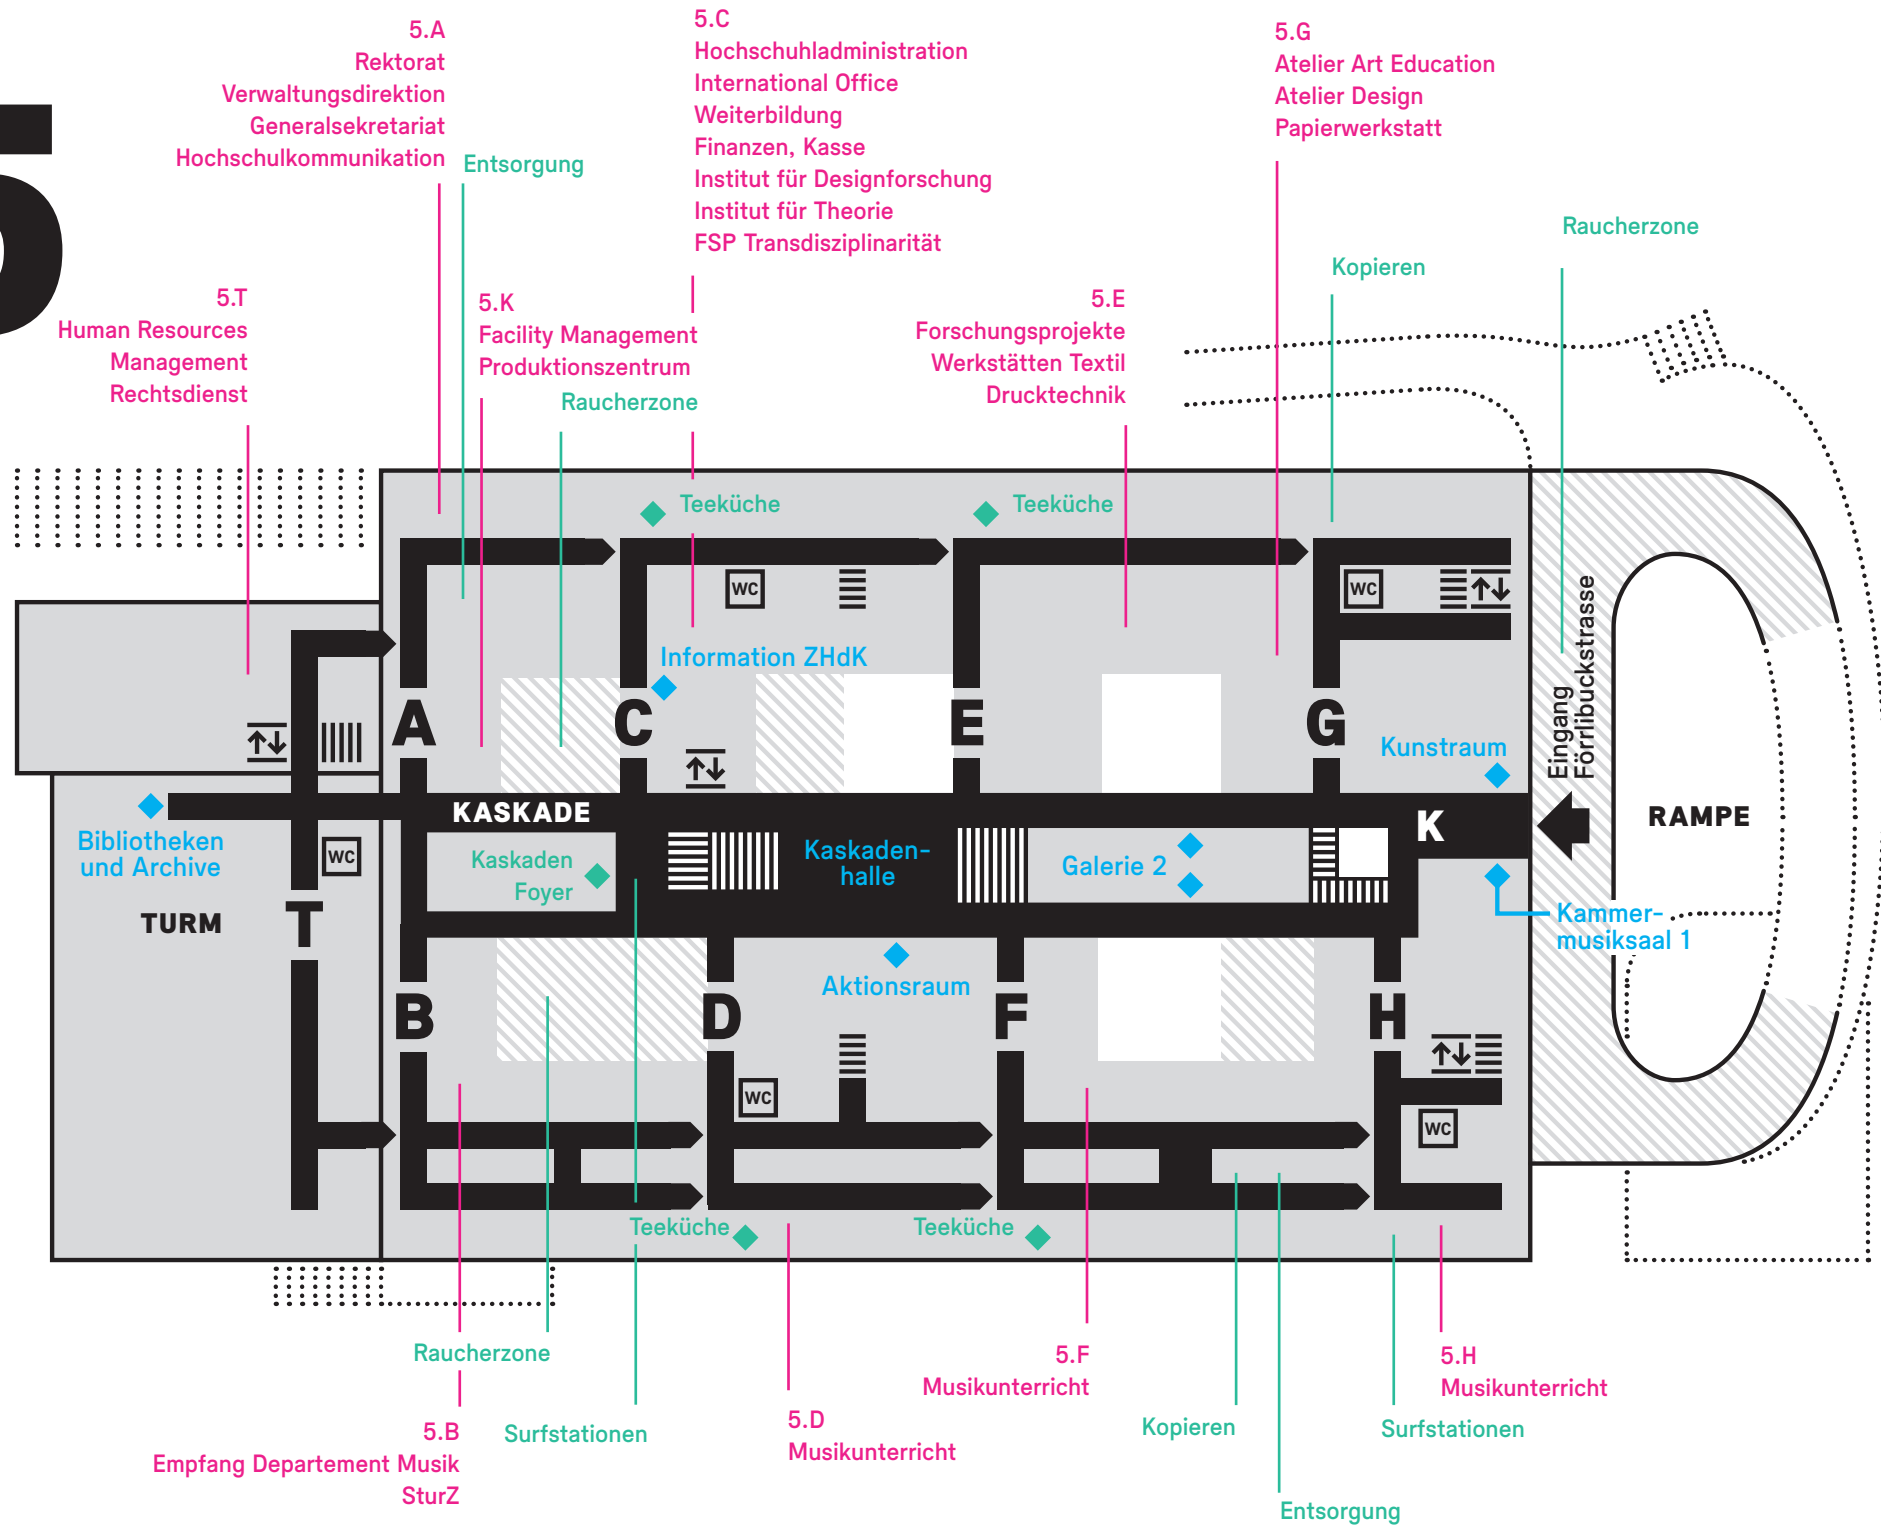 5
5.A
Rektorat
Verwaltungsdirektion
Generalsekretariat
Hochschulkommunikation
Entsorgung
5.C
Hochschuhladministration
International Office
Weiterbildung
Finanzen, Kasse
Institut für Designforschung
Institut für Theorie
FSP Transdisziplinarität
5.G
Atelier Art Education
Atelier Design
Papierwerkstatt
Raucherzone
Kopieren
5.T
Human Resources
Management
Rechtsdienst
5.K
Facility Management
Produktionszentrum
Raucherzone
5.E
Forschungsprojekte
Werkstätten Textil
Drucktechnik
Teeküche
Teeküche
WC
WC
Information ZHdK
A
C
E
G
Kunstraum
Eingang
Förrlibuckstrasse
KASKADE
K
RAMPE
Bibliotheken
und Archive
WC
Kaskaden
Foyer
Kaskaden-
halle
Galerie 2
TURM
T
Kammer-
musiksaal 1
Aktionsraum
B
D
F
H
WC
WC
Teeküche
Teeküche
Raucherzone
5.B
Empfang Departement Musik
SturZ
Surfstationen
5.D
Musikunterricht
5.F
Musikunterricht
Kopieren
Entsorgung
5.H
Musikunterricht
Surfstationen